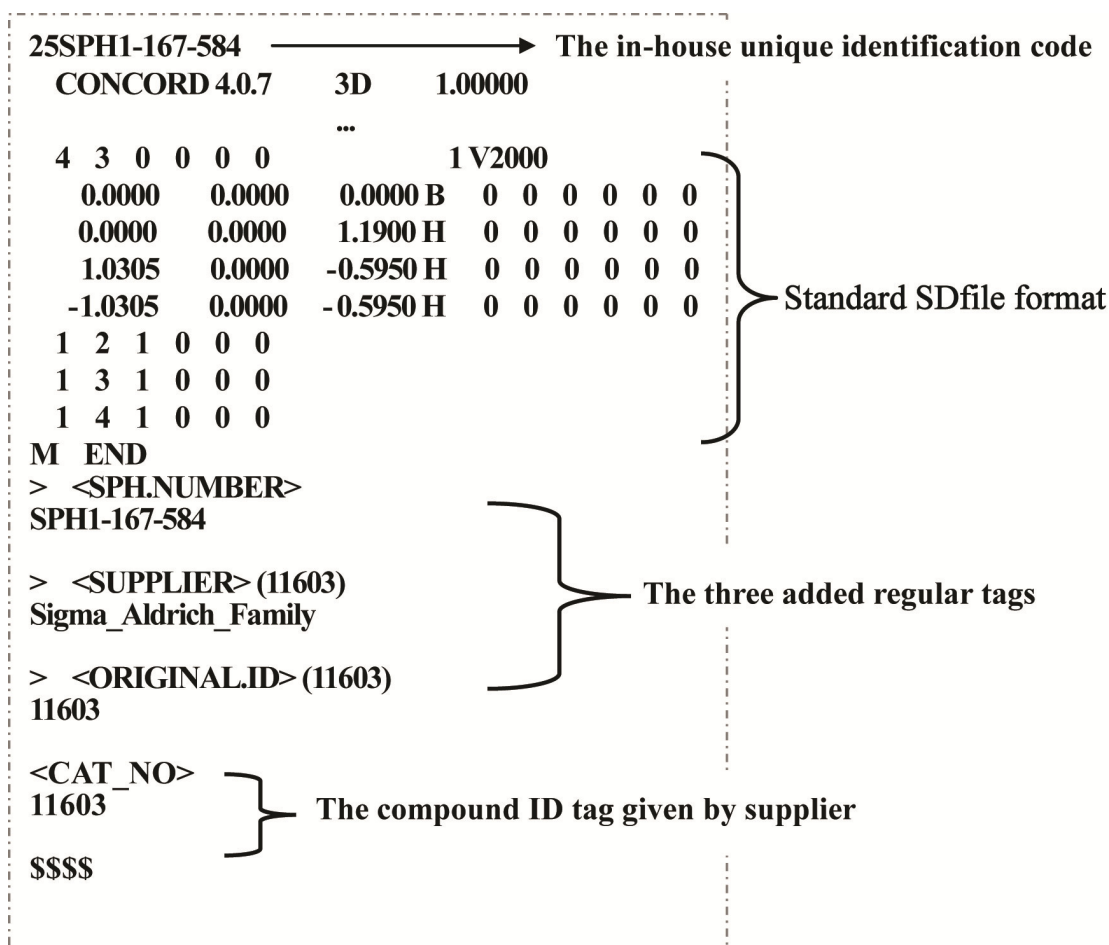 25SPH1-167-584 The in-house unique identification code
CONCORD 4.0.7 3D 1.00000
...
4 3 0 0 0 0 1 V2000
0.0000 0.0000 0.0000 B 0 0 0 0 0 0
0.0000 0.0000 1.1900 H 0 0 0 0 0 0
1.0305 0.0000 -0.5950 H 0 0 0 0 0 0
-1.0305 0.0000 -0.5950 H 0 0 0 0 0 0
Standard SDfile format
1 2 1 0 0 0
1 3 1 0 0 0
1 4 1 0 0 0
M END
> <SPH.NUMBER>
SPH1-167-584
> <SUPPLIER> (11603)
Sigma_Aldrich_Family
The three added regular tags
> <ORIGINAL.ID> (11603)
11603
<CAT_NO>
11603
The compound ID tag given by supplier
$$$$